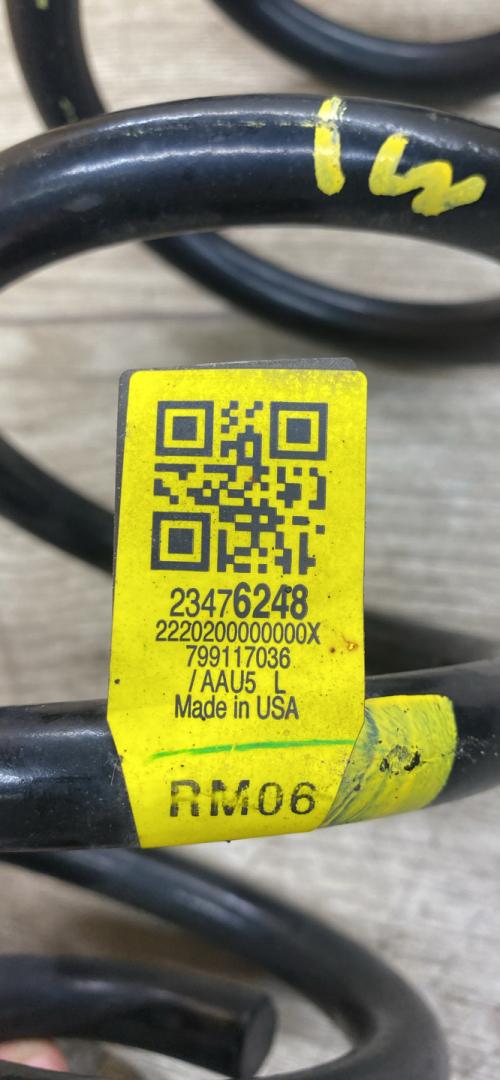 23476248
2220200000000X
799117036
/AAU5 L
Made in USA
RM06